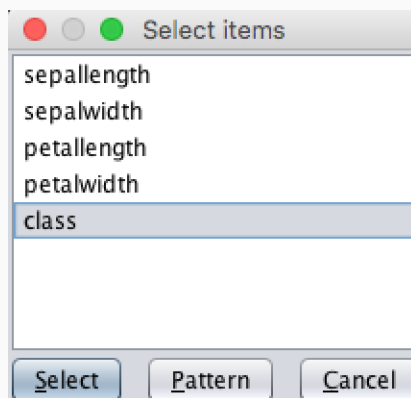 Select items
sepallength
sepalwidth
petallength
petalwidth
class
Select Pattern Cancel